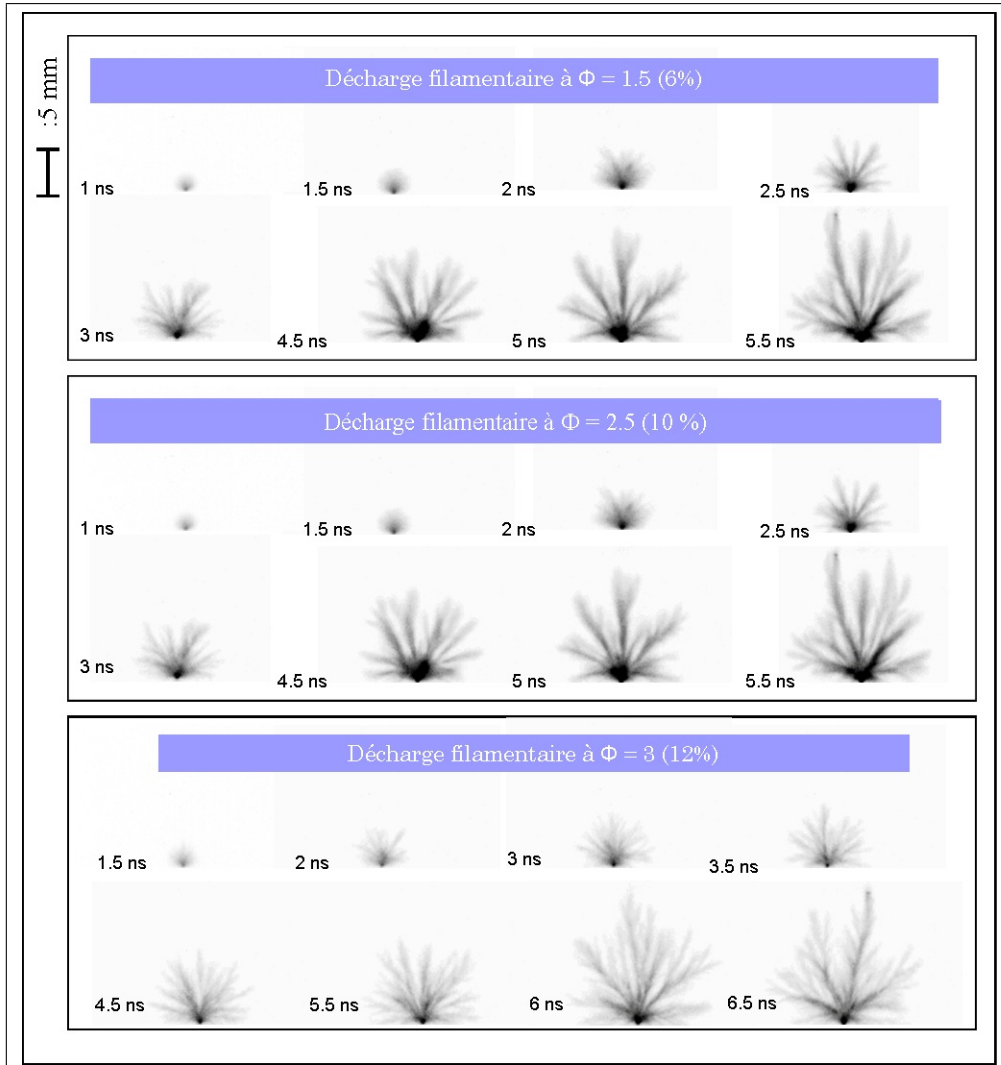 Décharge filamentaire à Φ = 1.5 (6%)
:5 mm
1 ns
1.5 ns
2 ns
2.5 ns
3 ns
4.5 ns
5 ns
5.5 ns
Décharge filamentaire à Φ = 2.5 (10 %)
1 ns
1.5 ns
2 ns
2.5 ns
3 ns
4.5 ns
5 ns
5.5 ns
Décharge filamentaire à Φ = 3 (12%)
1.5 ns
2 ns
3 ns
3.5 ns
4.5 ns
5.5 ns
6 ns
6.5 ns